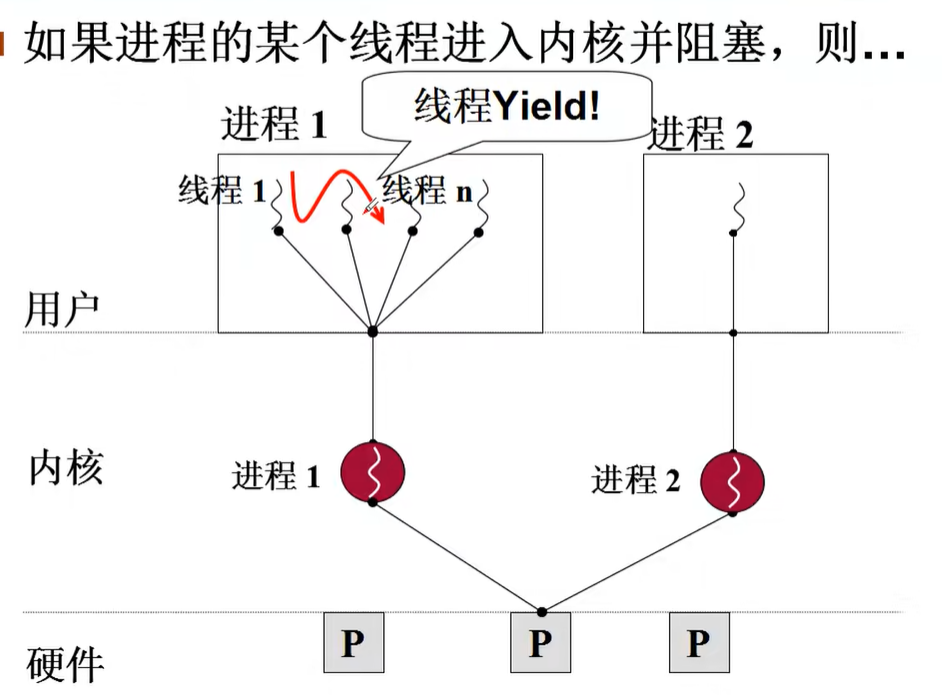 如果进程的某个线程进入内核并阻塞，则…
线程Yield!
进程 1
进程 2
线程 1
线程 n
用户
内核
进程 1
进程 2
P
P
P
硬件